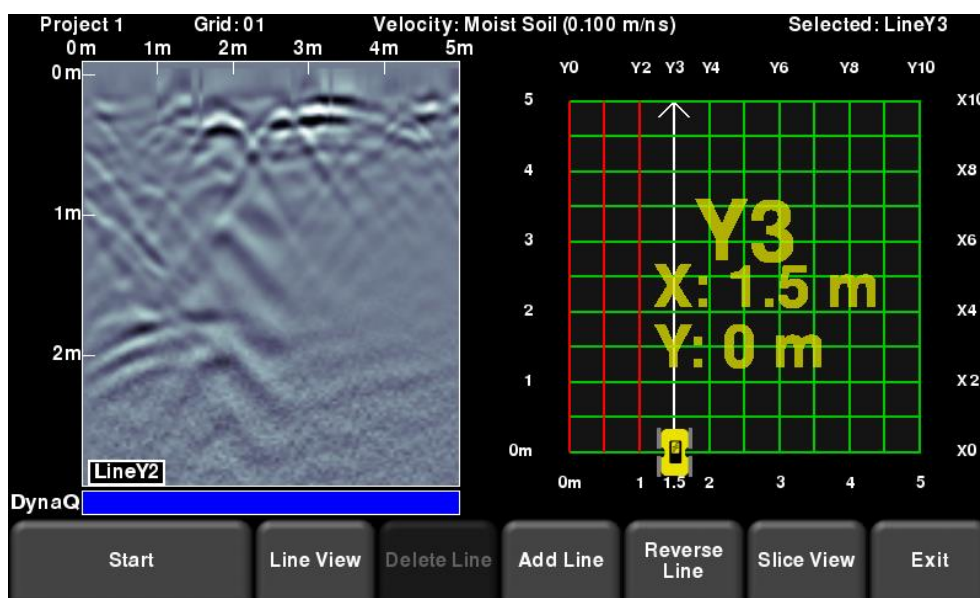 Project 1 Grid: 01 Velocity: Moist Soil (0.100 m/ns) Selected: LineY3
0m 1m 2m 3m 4m 5m
0m
1m
2m
LineY2
DynaQ
Y0 Y2 Y3 Y4 Y6 Y8 Y10
5 X10
4 X8
3 X6
2 X4
1 X2
0m X0
0m 1 1.5 2 3 4 5
Y3
X: 1.5 m
Y: 0 m
Start Line View Delete Line Add Line Reverse Line Slice View Exit